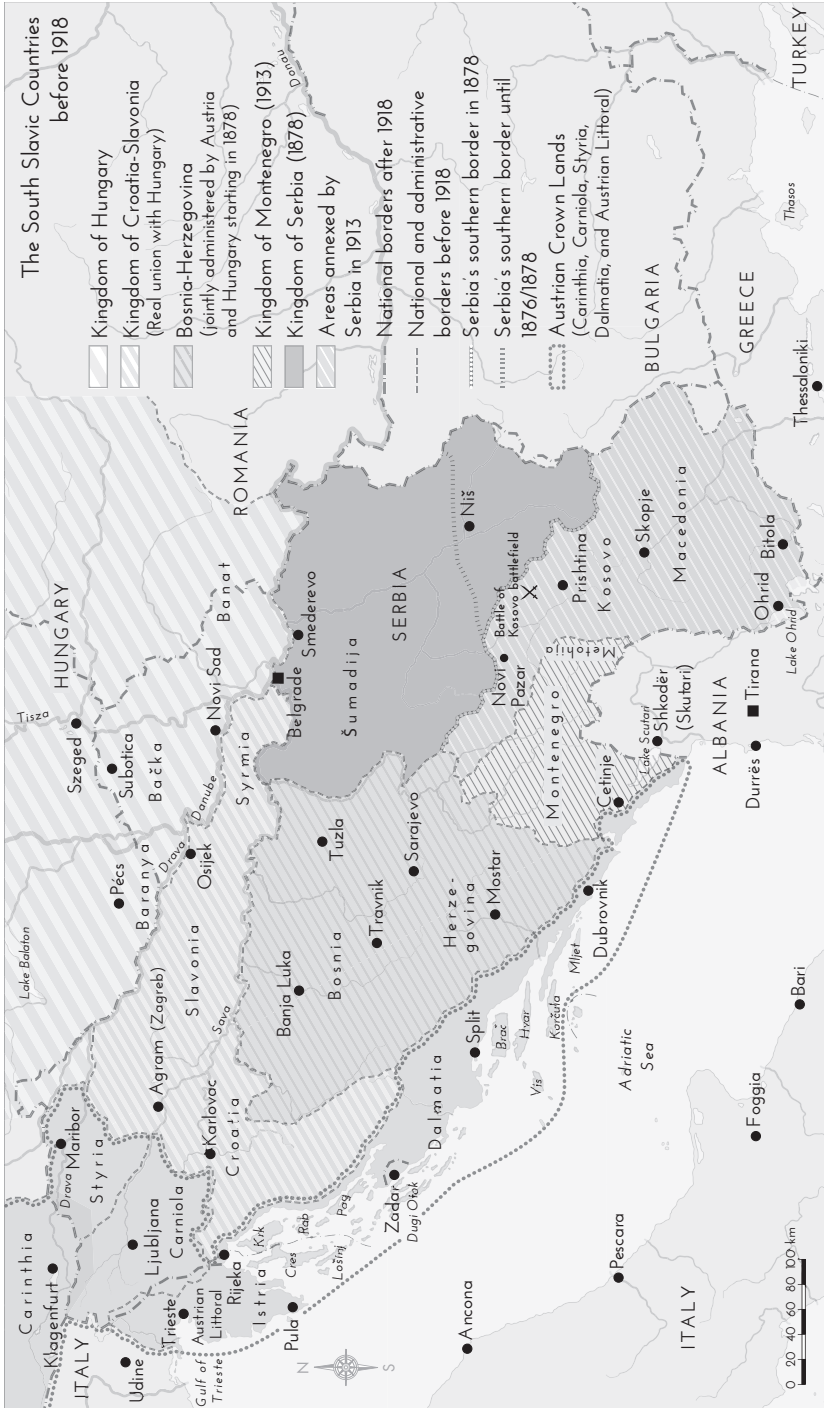 The South Slavic Countries
before 1918
Kingdom of Hungary
Kingdom of Croatia-Slavonia
(Real union with Hungary)
Bosnia-Herzegovina
(jointly administered by Austria
and Hungary starting in 1878)
Kingdom of Montenegro (1913)
Kingdom of Serbia (1878)
Areas annexed by
Serbia in 1913
National borders after 1918
National and administrative
borders before 1918
Serbia's southern border in 1878
Serbia's southern border until
1876/1878
Austrian Crown Lands
(Carinthia, Carniola, Styria,
Dalmatia, and Austrian Littoral)
Carinthia
Klagenfurt
ITALY
Udine
Drava
Maribor
Styria
Ljubljana
Carniola
Trieste
Austrian
Littoral
Gulf of
Trieste
Rijeka
Istria
Pula
Krk
Cres
Rab
Lošinj
Pag
Zadar
Dugi Otok
Agram (Zagreb)
Karlovac
Croatia
Lake Balaton
Pécs
Baranya
Drava
Osijek
Slavonia
Sava
Danube
Tisza
Szeged
HUNGARY
Subotica
Bačka
Novi Sad
Banat
Syrmia
ROMANIA
Donau
Banja Luka
Bosnia
Travnik
Tuzla
Sarajevo
Herze-
govina
Mostar
Dalmatia
Split
Brač
Hvar
Vis
Korčula
Mljet
Dubrovnik
Belgrade
Smederevo
Šumadija
SERBIA
Niš
Novi
Pazar
Battle of
Kosovo battlefield
Prishtina
Kosovo
Metohija
Montenegro
Cetinje
Lake Scutari
Shkodër
(Skutari)
ALBANIA
Durrës
Tirana
Skopje
Macedonia
Ohrid
Lake Ohrid
Bitola
BULGARIA
GREECE
Thessaloniki
Thasos
TURKEY
Adriatic
Sea
Ancona
Pescara
ITALY
Foggia
Bari
N
S
0 20 40 60 80 100 km